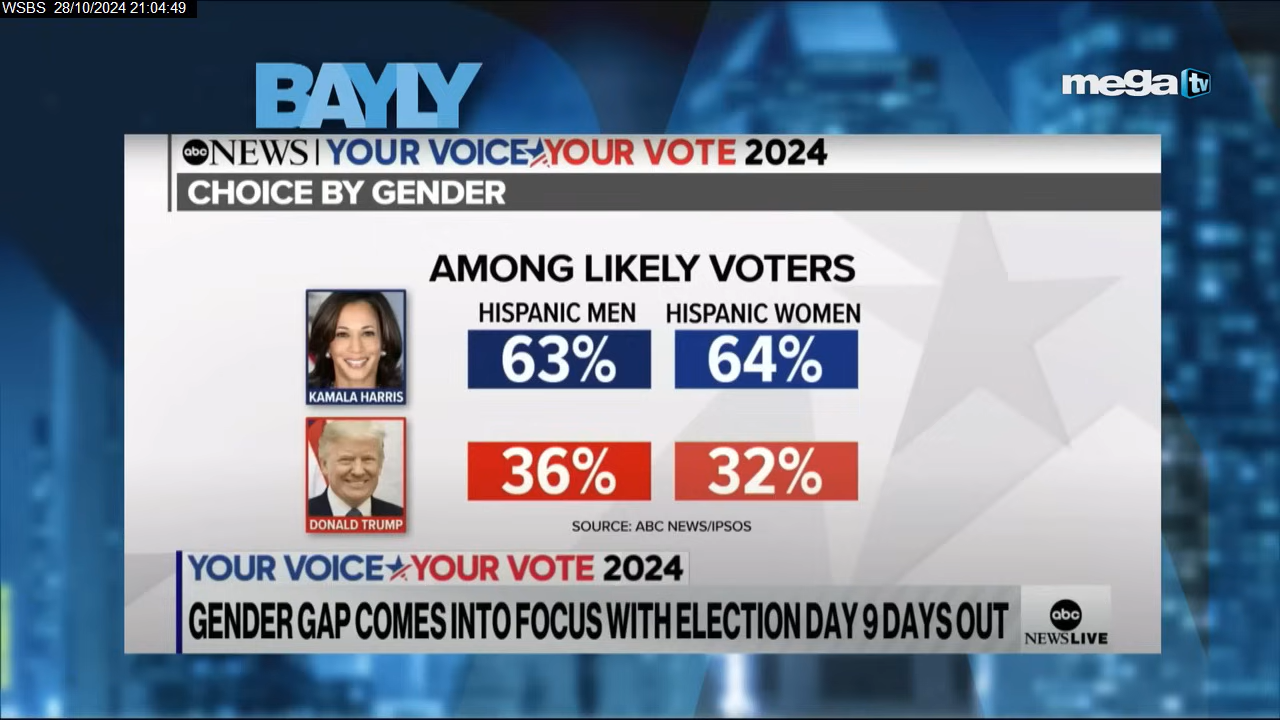 WSBS 28/10/2024 21:04:49
BAYLY
mega tv
abc NEWS | YOUR VOICE YOUR VOTE 2024
CHOICE BY GENDER
AMONG LIKELY VOTERS
HISPANIC MEN HISPANIC WOMEN
63% 64%
KAMALA HARRIS
36% 32%
DONALD TRUMP
SOURCE: ABC NEWS/IPSOS
YOUR VOICE YOUR VOTE 2024
GENDER GAP COMES INTO FOCUS WITH ELECTION DAY 9 DAYS OUT
abc
NEWS LIVE